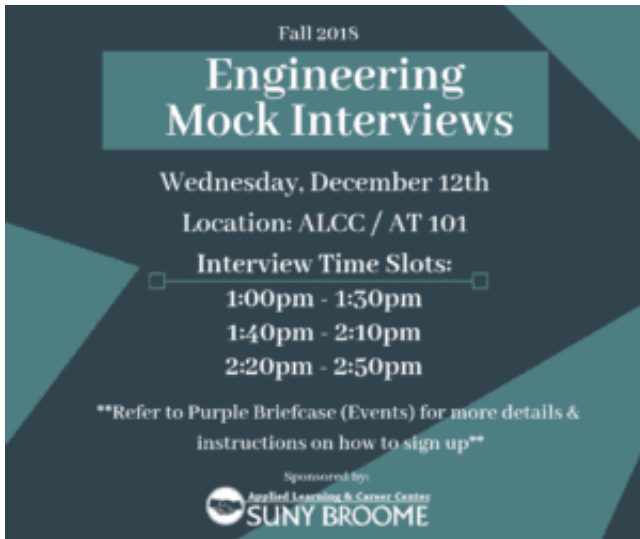 Fall 2018
Engineering
Mock Interviews
Wednesday, December 12th
Location: ALCC / AT 101
Interview Time Slots:
1:00pm - 1:30pm
1:40pm - 2:10pm
2:20pm - 2:50pm
**Refer to Purple Briefcase (Events) for more details &
instructions on how to sign up**
Sponsored by:
Applied Learning & Career Center
SUNY BROOME